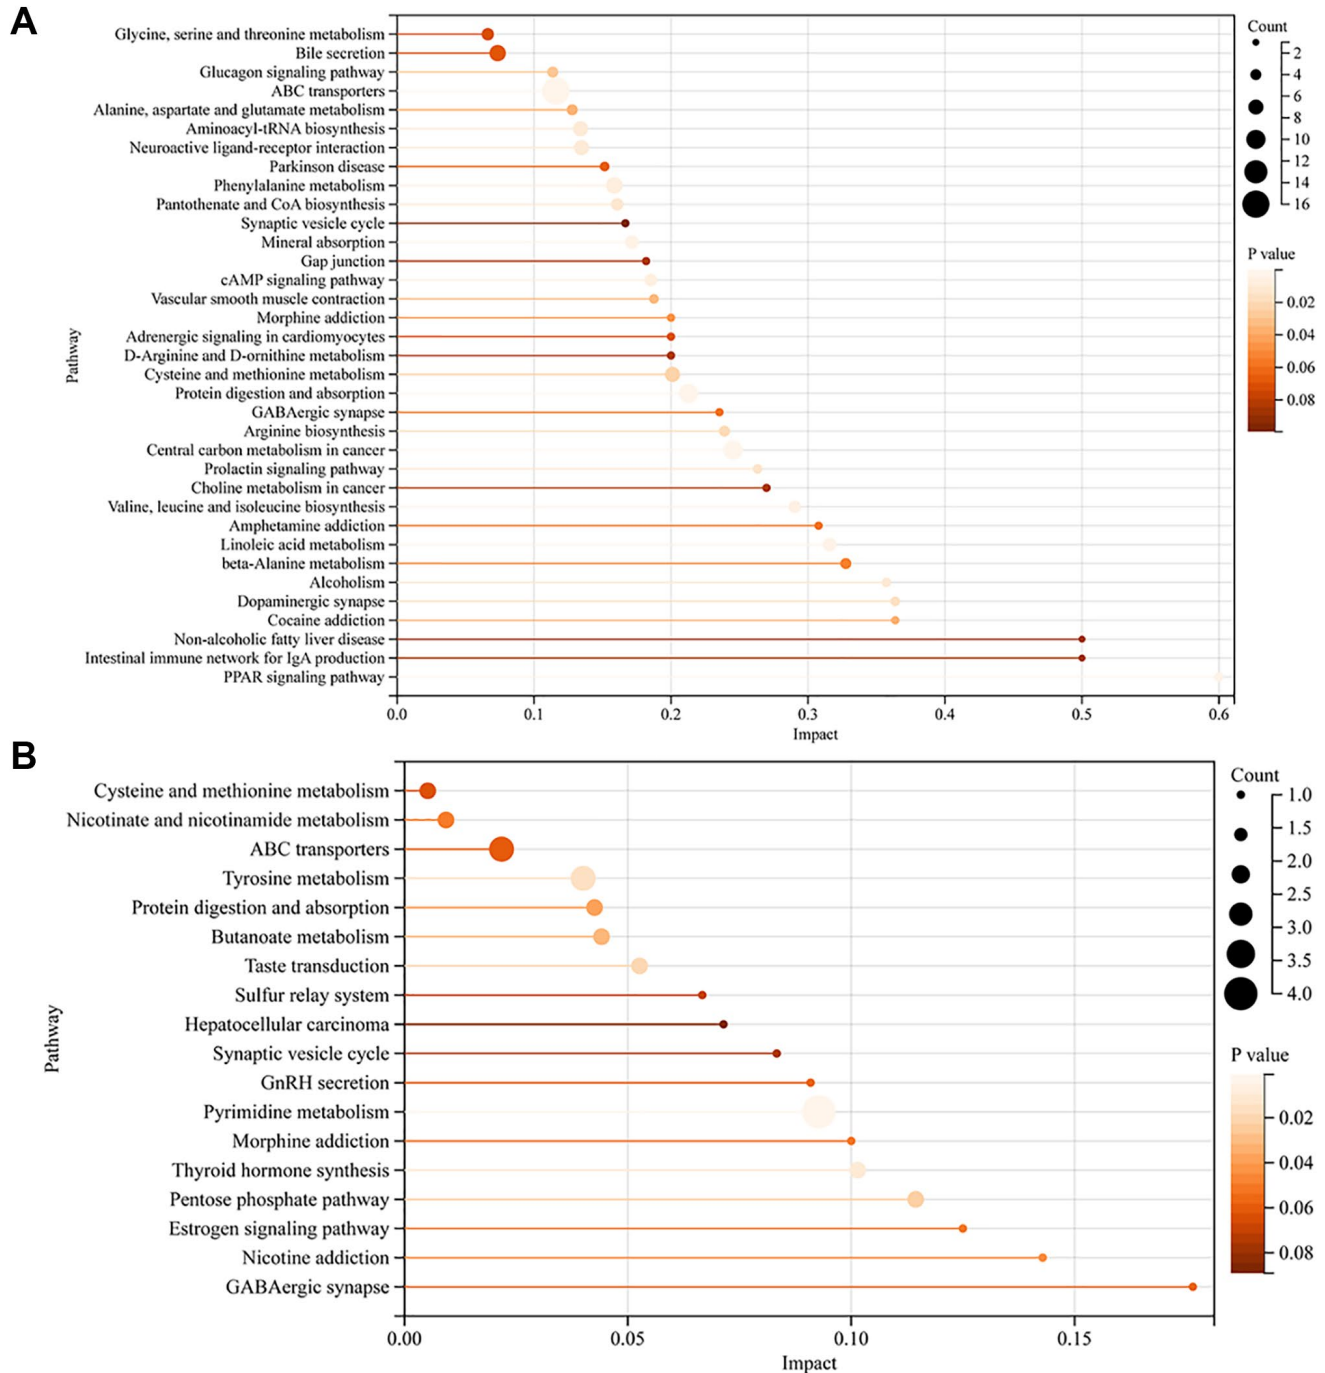 A
Glycine, serine and threonine metabolism
Bile secretion
Glucagon signaling pathway
ABC transporters
Alanine, aspartate and glutamate metabolism
Aminoacyl-tRNA biosynthesis
Neuroactive ligand-receptor interaction
Parkinson disease
Phenylalanine metabolism
Pantothenate and CoA biosynthesis
Synaptic vesicle cycle
Mineral absorption
Gap junction
cAMP signaling pathway
Vascular smooth muscle contraction
Morphine addiction
Adrenergic signaling in cardiomyocytes
D-Arginine and D-ornithine metabolism
Cysteine and methionine metabolism
Protein digestion and absorption
GABAergic synapse
Arginine biosynthesis
Central carbon metabolism in cancer
Prolactin signaling pathway
Choline metabolism in cancer
Valine, leucine and isoleucine biosynthesis
Amphetamine addiction
Linoleic acid metabolism
beta-Alanine metabolism
Alcoholism
Dopaminergic synapse
Cocaine addiction
Non-alcoholic fatty liver disease
Intestinal immune network for IgA production
PPAR signaling pathway
Pathway
0.0 0.1 0.2 0.3 0.4 0.5 0.6
Impact
Count
2
4
6
8
10
12
14
16
P value
0.02
0.04
0.06
0.08
B
Cysteine and methionine metabolism
Nicotinate and nicotinamide metabolism
ABC transporters
Tyrosine metabolism
Protein digestion and absorption
Butanoate metabolism
Taste transduction
Sulfur relay system
Hepatocellular carcinoma
Synaptic vesicle cycle
GnRH secretion
Pyrimidine metabolism
Morphine addiction
Thyroid hormone synthesis
Pentose phosphate pathway
Estrogen signaling pathway
Nicotine addiction
GABAergic synapse
Pathway
0.00 0.05 0.10 0.15
Impact
Count
1.0
1.5
2.0
2.5
3.0
3.5
4.0
P value
0.02
0.04
0.06
0.08